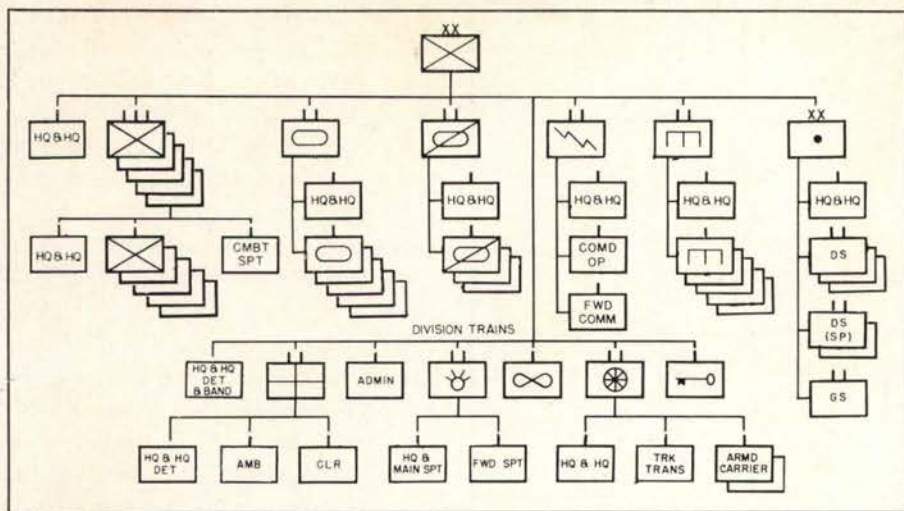 XX
HQ & HQ
XX
HQ & HQ
HQ & HQ
HQ & HQ
HQ & HQ
HQ & HQ
HQ & HQ
CMBT
SPT
COMD
OP
DS
FWD
COMM
DS
(SP)
DIVISION TRAINS
HQ & HQ
DET
& BAND
ADMIN
GS
HQ & HQ
DET
AMB
CLR
HQ &
MAIN SPT
FWD SPT
HQ & HQ
TRK
TRANS
ARMD
CARRIER